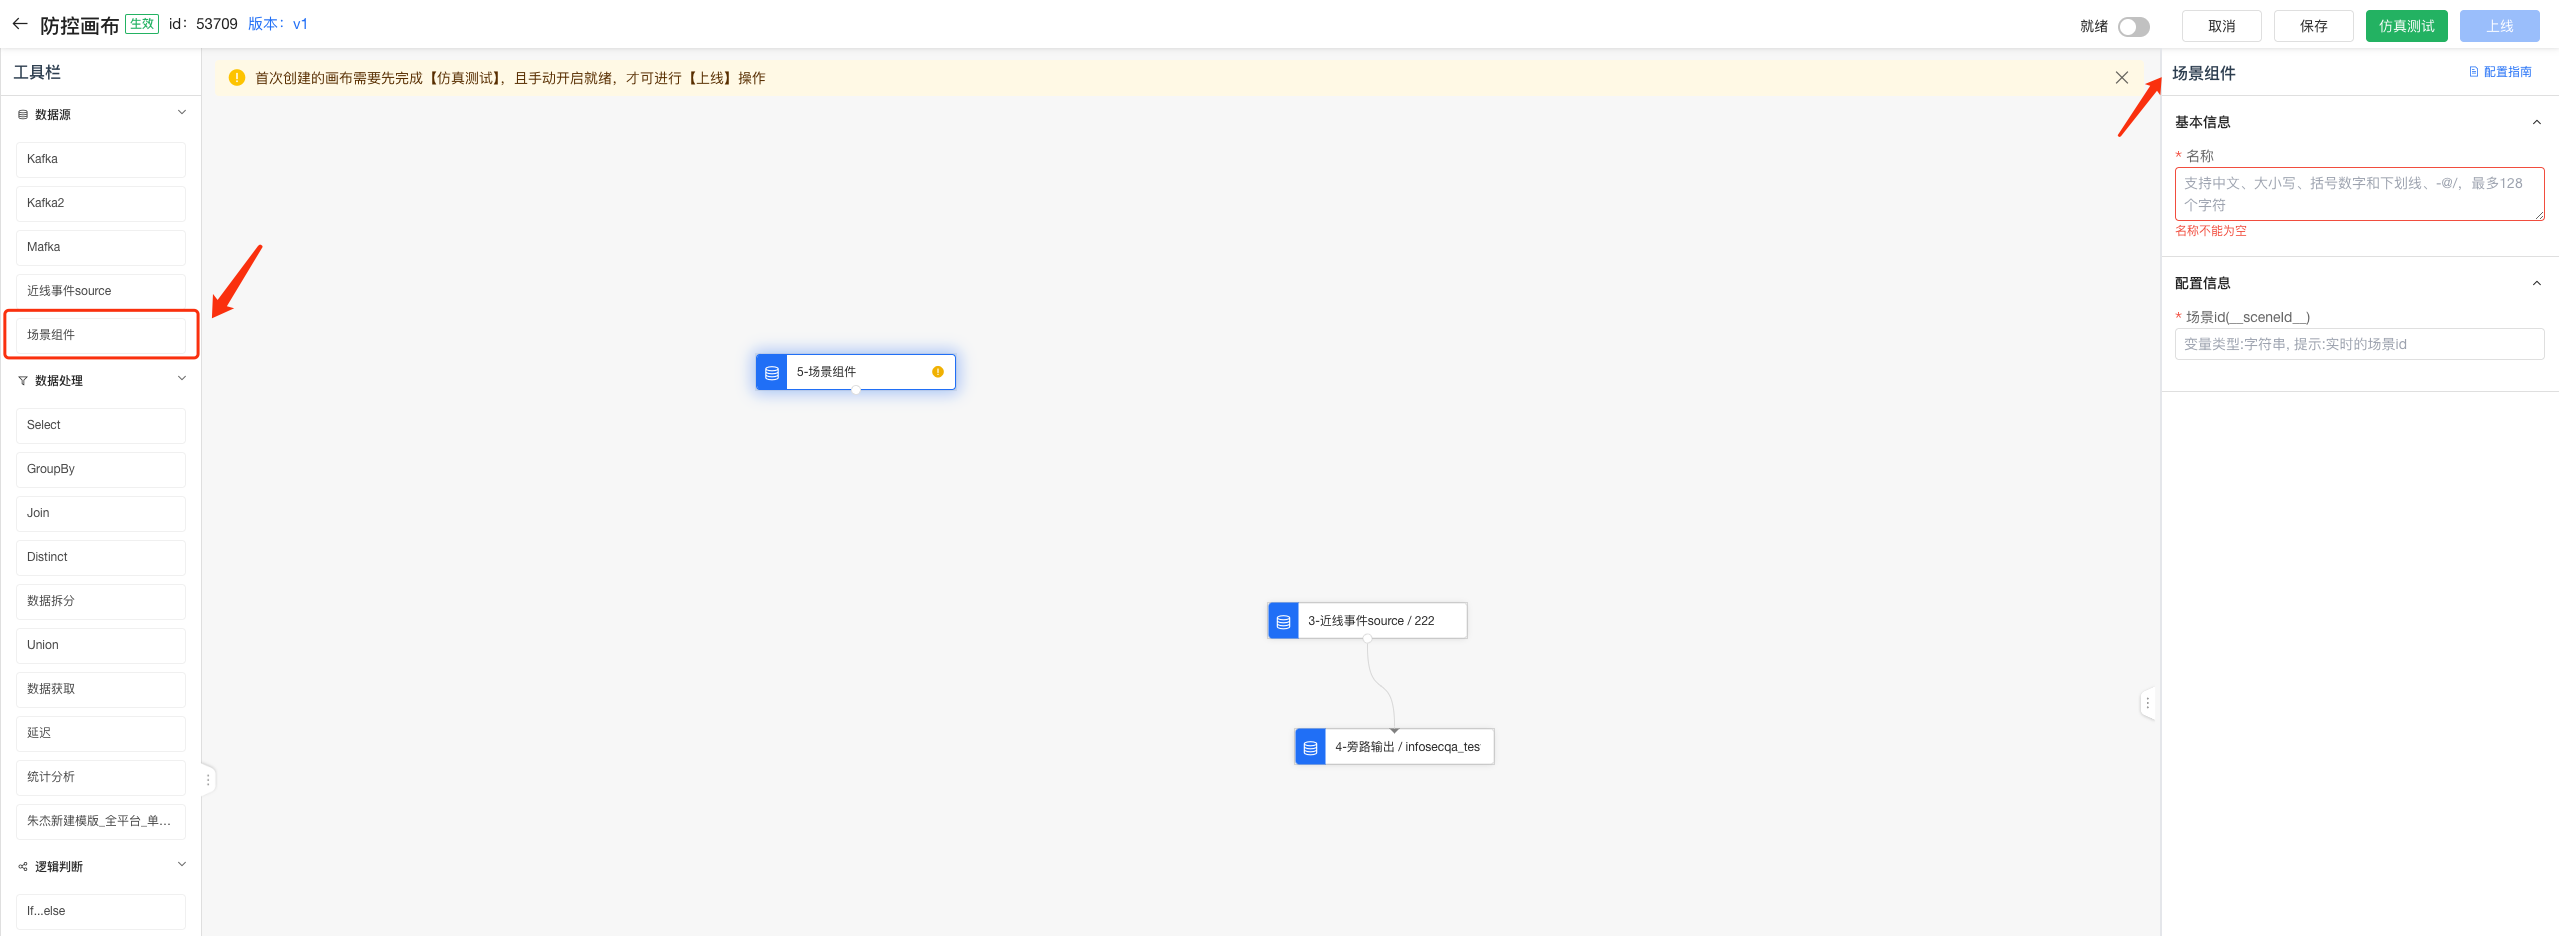 防控画布 生效 id: 53709 版本: v1
就绪 取消 保存 仿真测试 上线
工具栏
数据源
Kafka
Kafka2
Mafka
近线事件source
场景组件
数据处理
Select
GroupBy
Join
Distinct
数据拆分
Union
数据获取
延迟
统计分析
朱杰新建模版_全平台_单...
逻辑判断
If...else
首次创建的画布需要先完成【仿真测试】，且手动开启就绪，才可进行【上线】操作
5-场景组件
3-近线事件source / 222
4-旁路输出 / infosecqa_tes
场景组件 配置指南
基本信息
* 名称
支持中文、大小写、括号数字和下划线、-@/，最多128
个字符
名称不能为空
配置信息
* 场景id(__sceneId__)
变量类型:字符串, 提示:实时的场景id